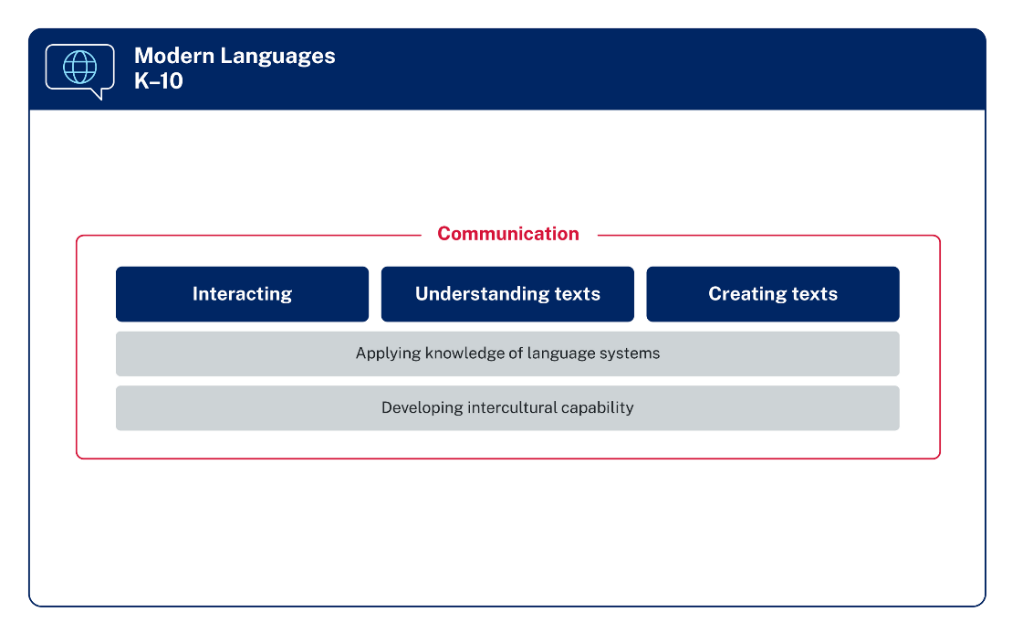 Modern Languages
K–10
Communication
Interacting
Understanding texts
Creating texts
Applying knowledge of language systems
Developing intercultural capability